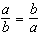 a/b = b/a